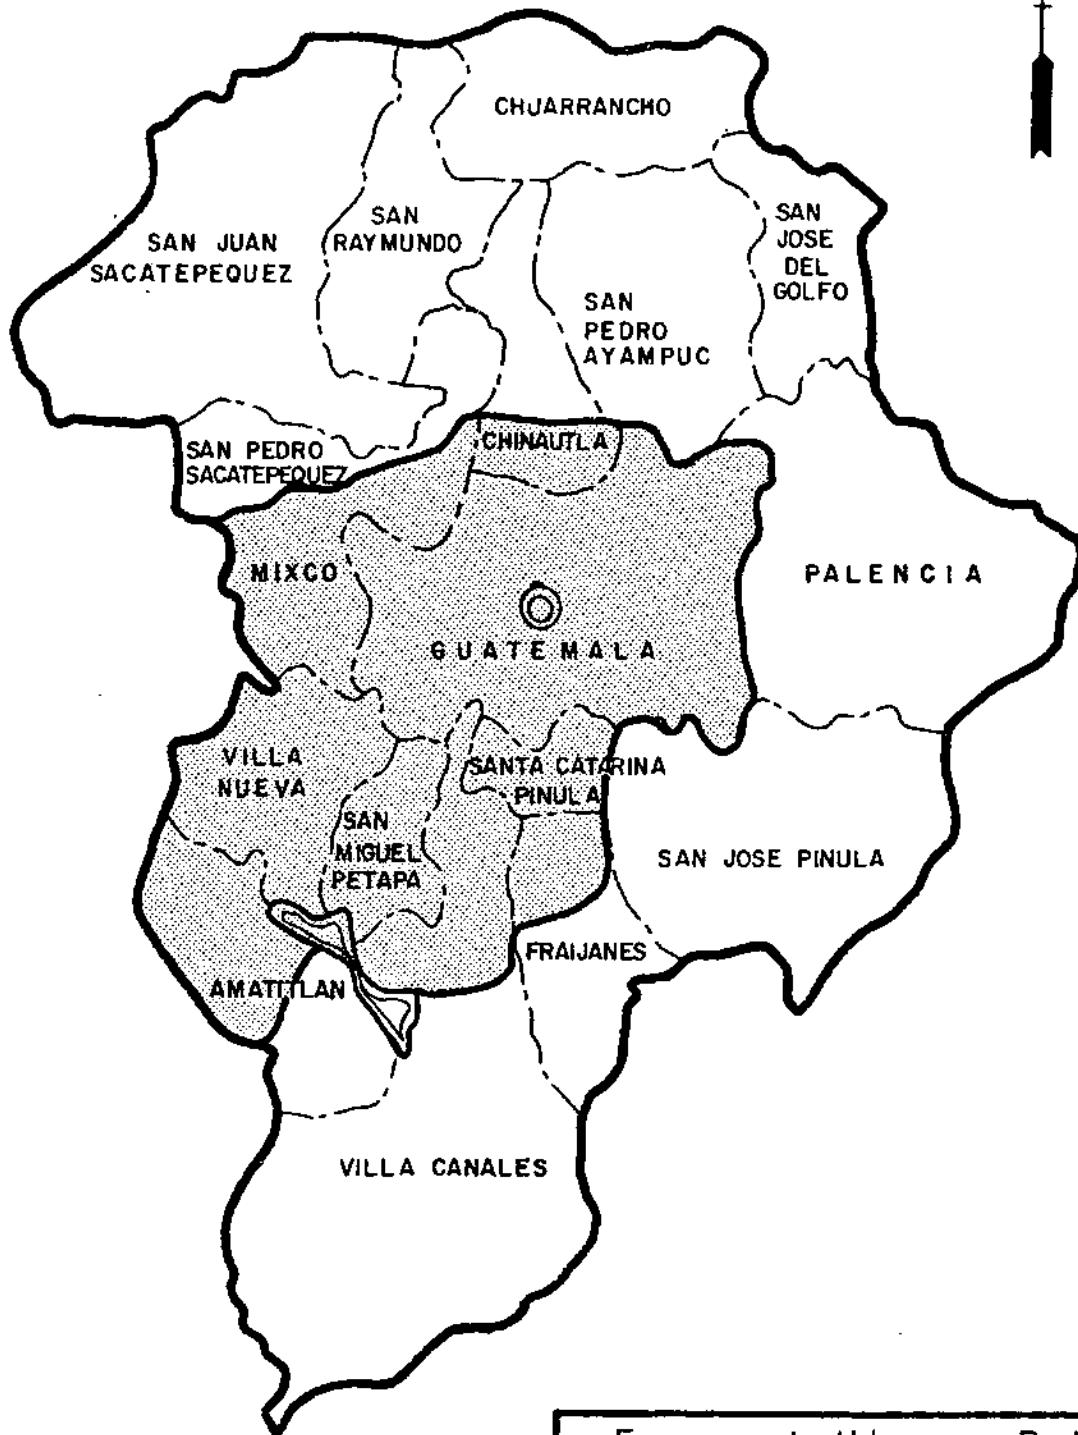 CHUARRANCHO
SAN
RAYMUNDO
SAN JUAN
SACATEPEQUEZ
SAN
JOSE
DEL
GOLFO
SAN
PEDRO
AYAMPUC
SAN PEDRO
SACATEPEQUEZ
CHINAUTLA
MIXCO
PALENCIA
GUATEMALA
VILLA
NUEVA
SANTA CATARINA
PINULA
SAN
MIGUEL
PETAPA
SAN JOSE PINULA
FRAIJANES
AMATITLAN
VILLA CANALES